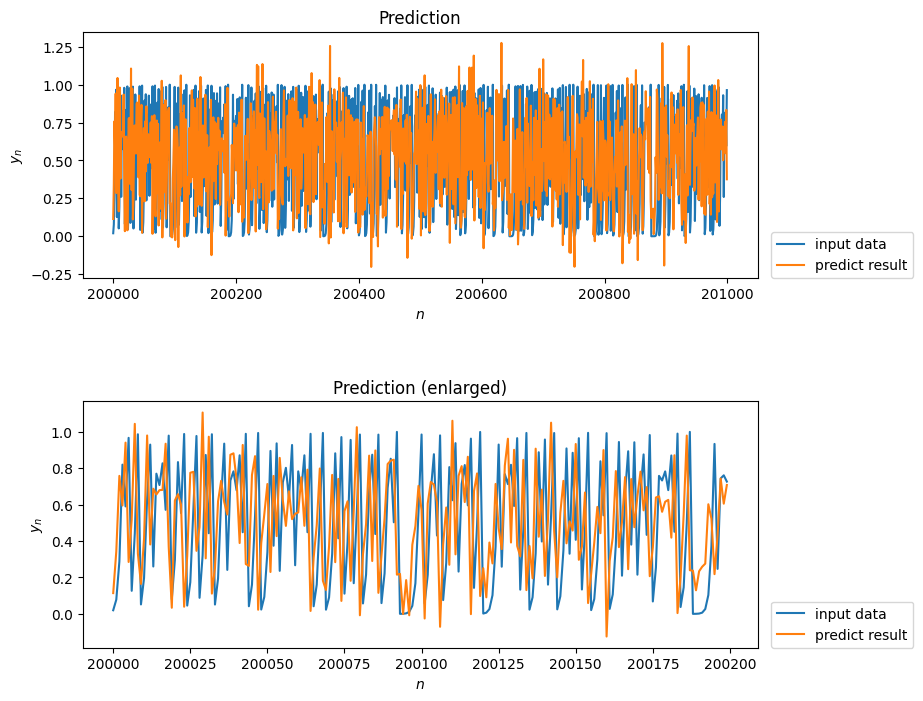 Prediction
1.25
1.00
0.75
0.50
0.25
0.00
−0.25
yₙ
200000 200200 200400 200600 200800 201000
n
input data
predict result
Prediction (enlarged)
1.0
0.8
0.6
0.4
0.2
0.0
yₙ
200000 200025 200050 200075 200100 200125 200150 200175 200200
n
input data
predict result